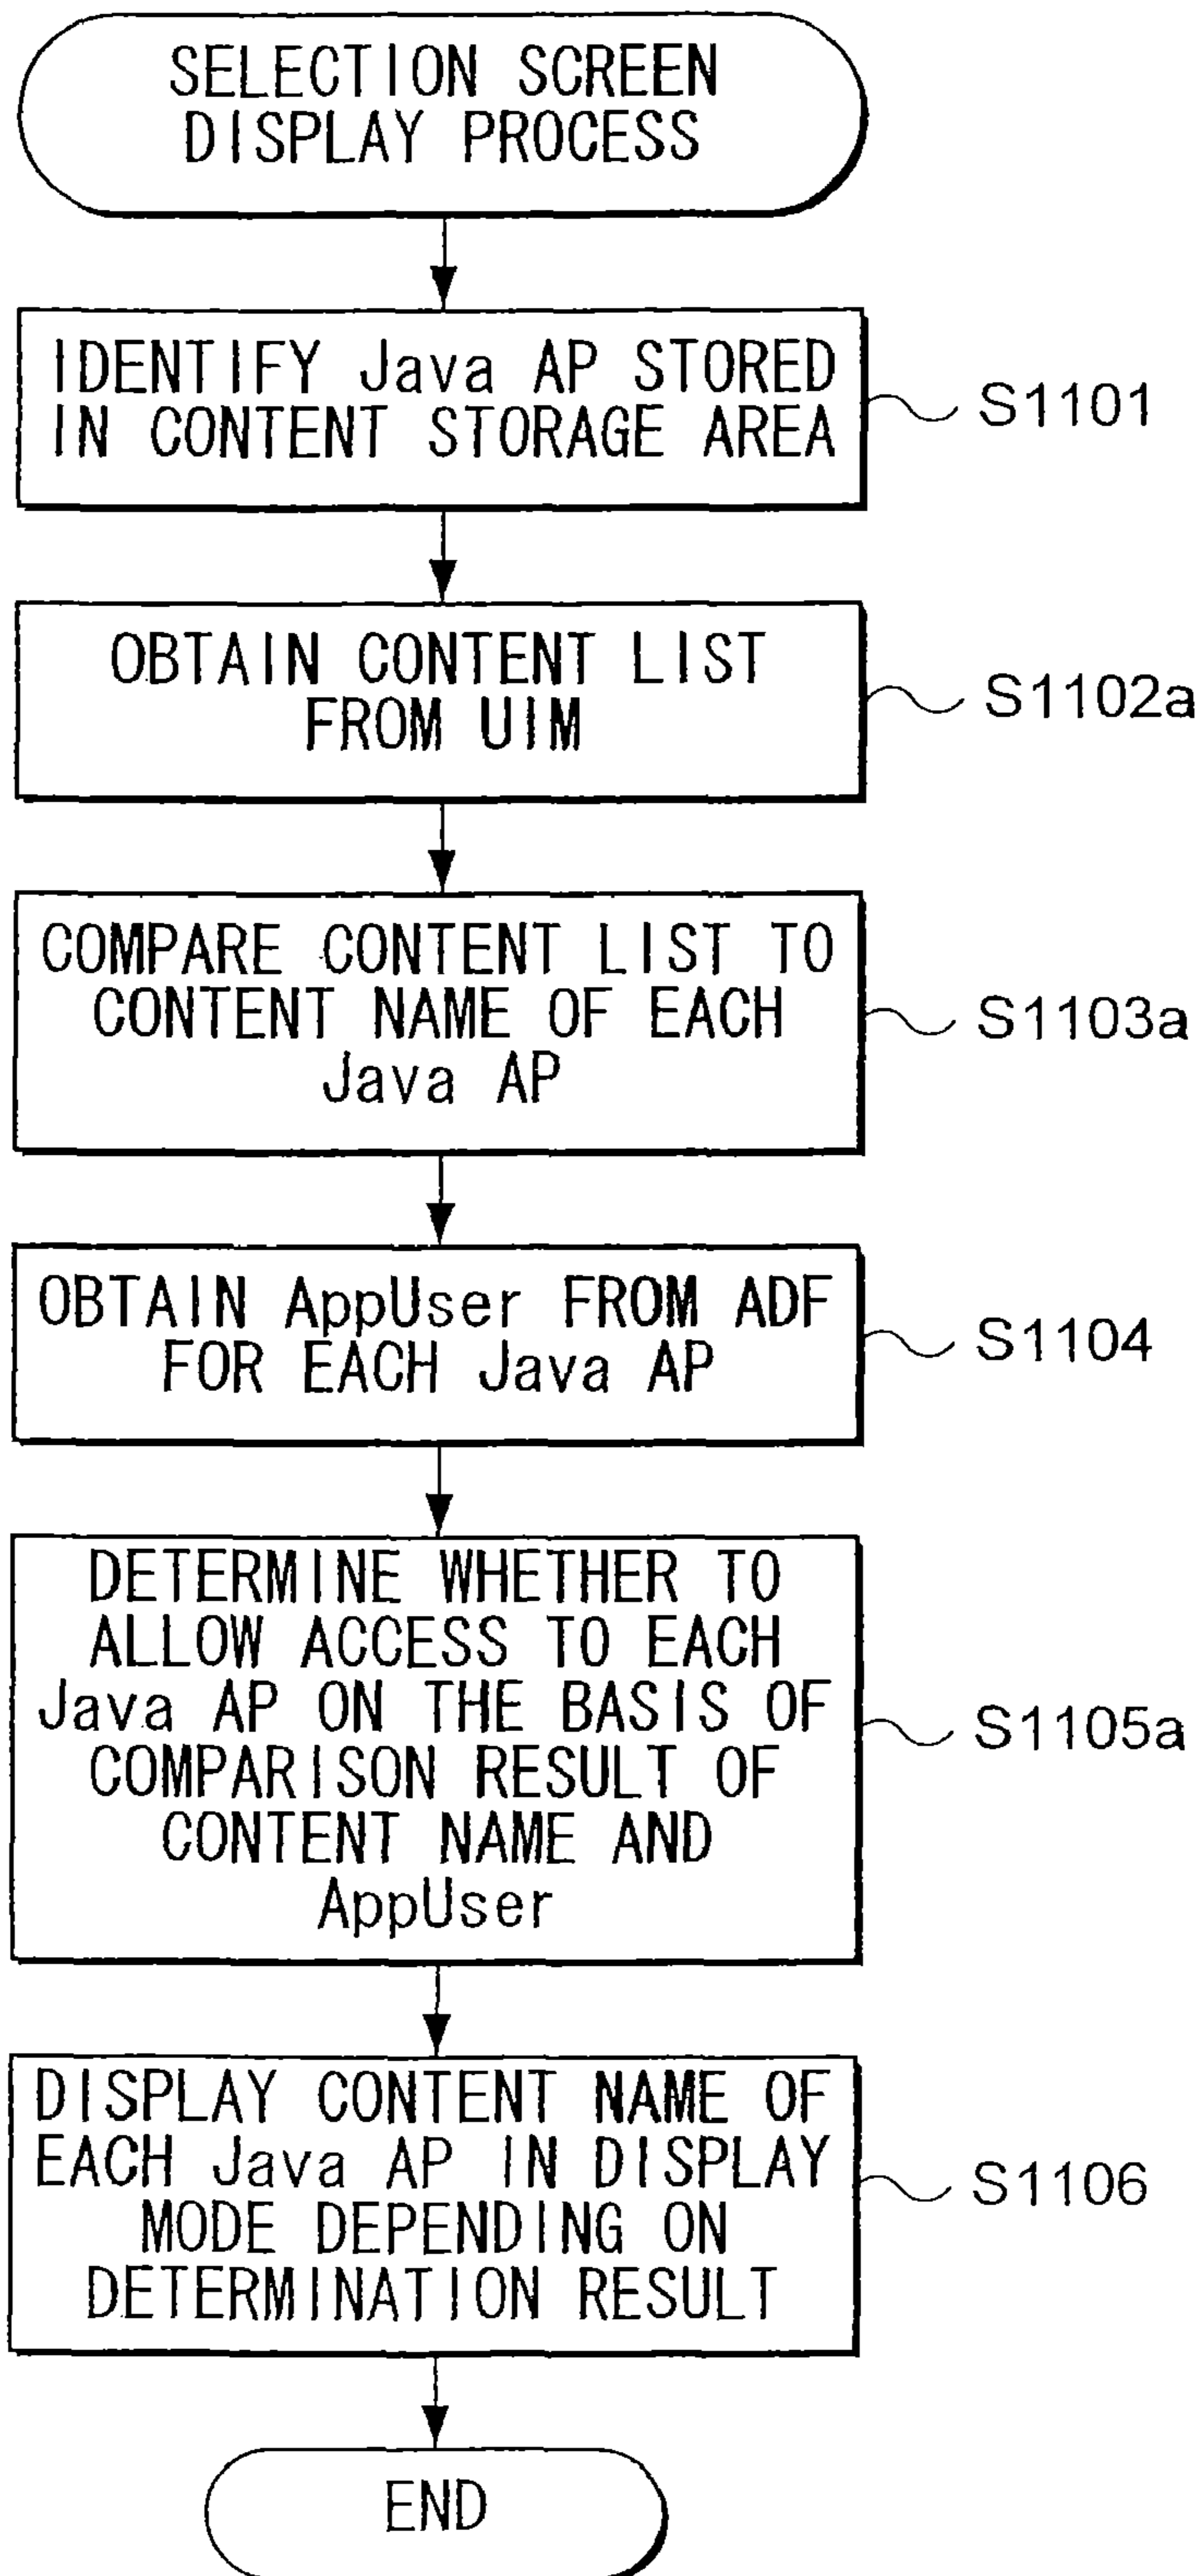 SELECTION SCREEN
DISPLAY PROCESS
IDENTIFY Java AP STORED
IN CONTENT STORAGE AREA
S1101
OBTAIN CONTENT LIST
FROM UIM
S1102a
COMPARE CONTENT LIST TO
CONTENT NAME OF EACH
Java AP
S1103a
OBTAIN AppUser FROM ADF
FOR EACH Java AP
S1104
DETERMINE WHETHER TO
ALLOW ACCESS TO EACH
Java AP ON THE BASIS OF
COMPARISON RESULT OF
CONTENT NAME AND
AppUser
S1105a
DISPLAY CONTENT NAME OF
EACH Java AP IN DISPLAY
MODE DEPENDING ON
DETERMINATION RESULT
S1106
END